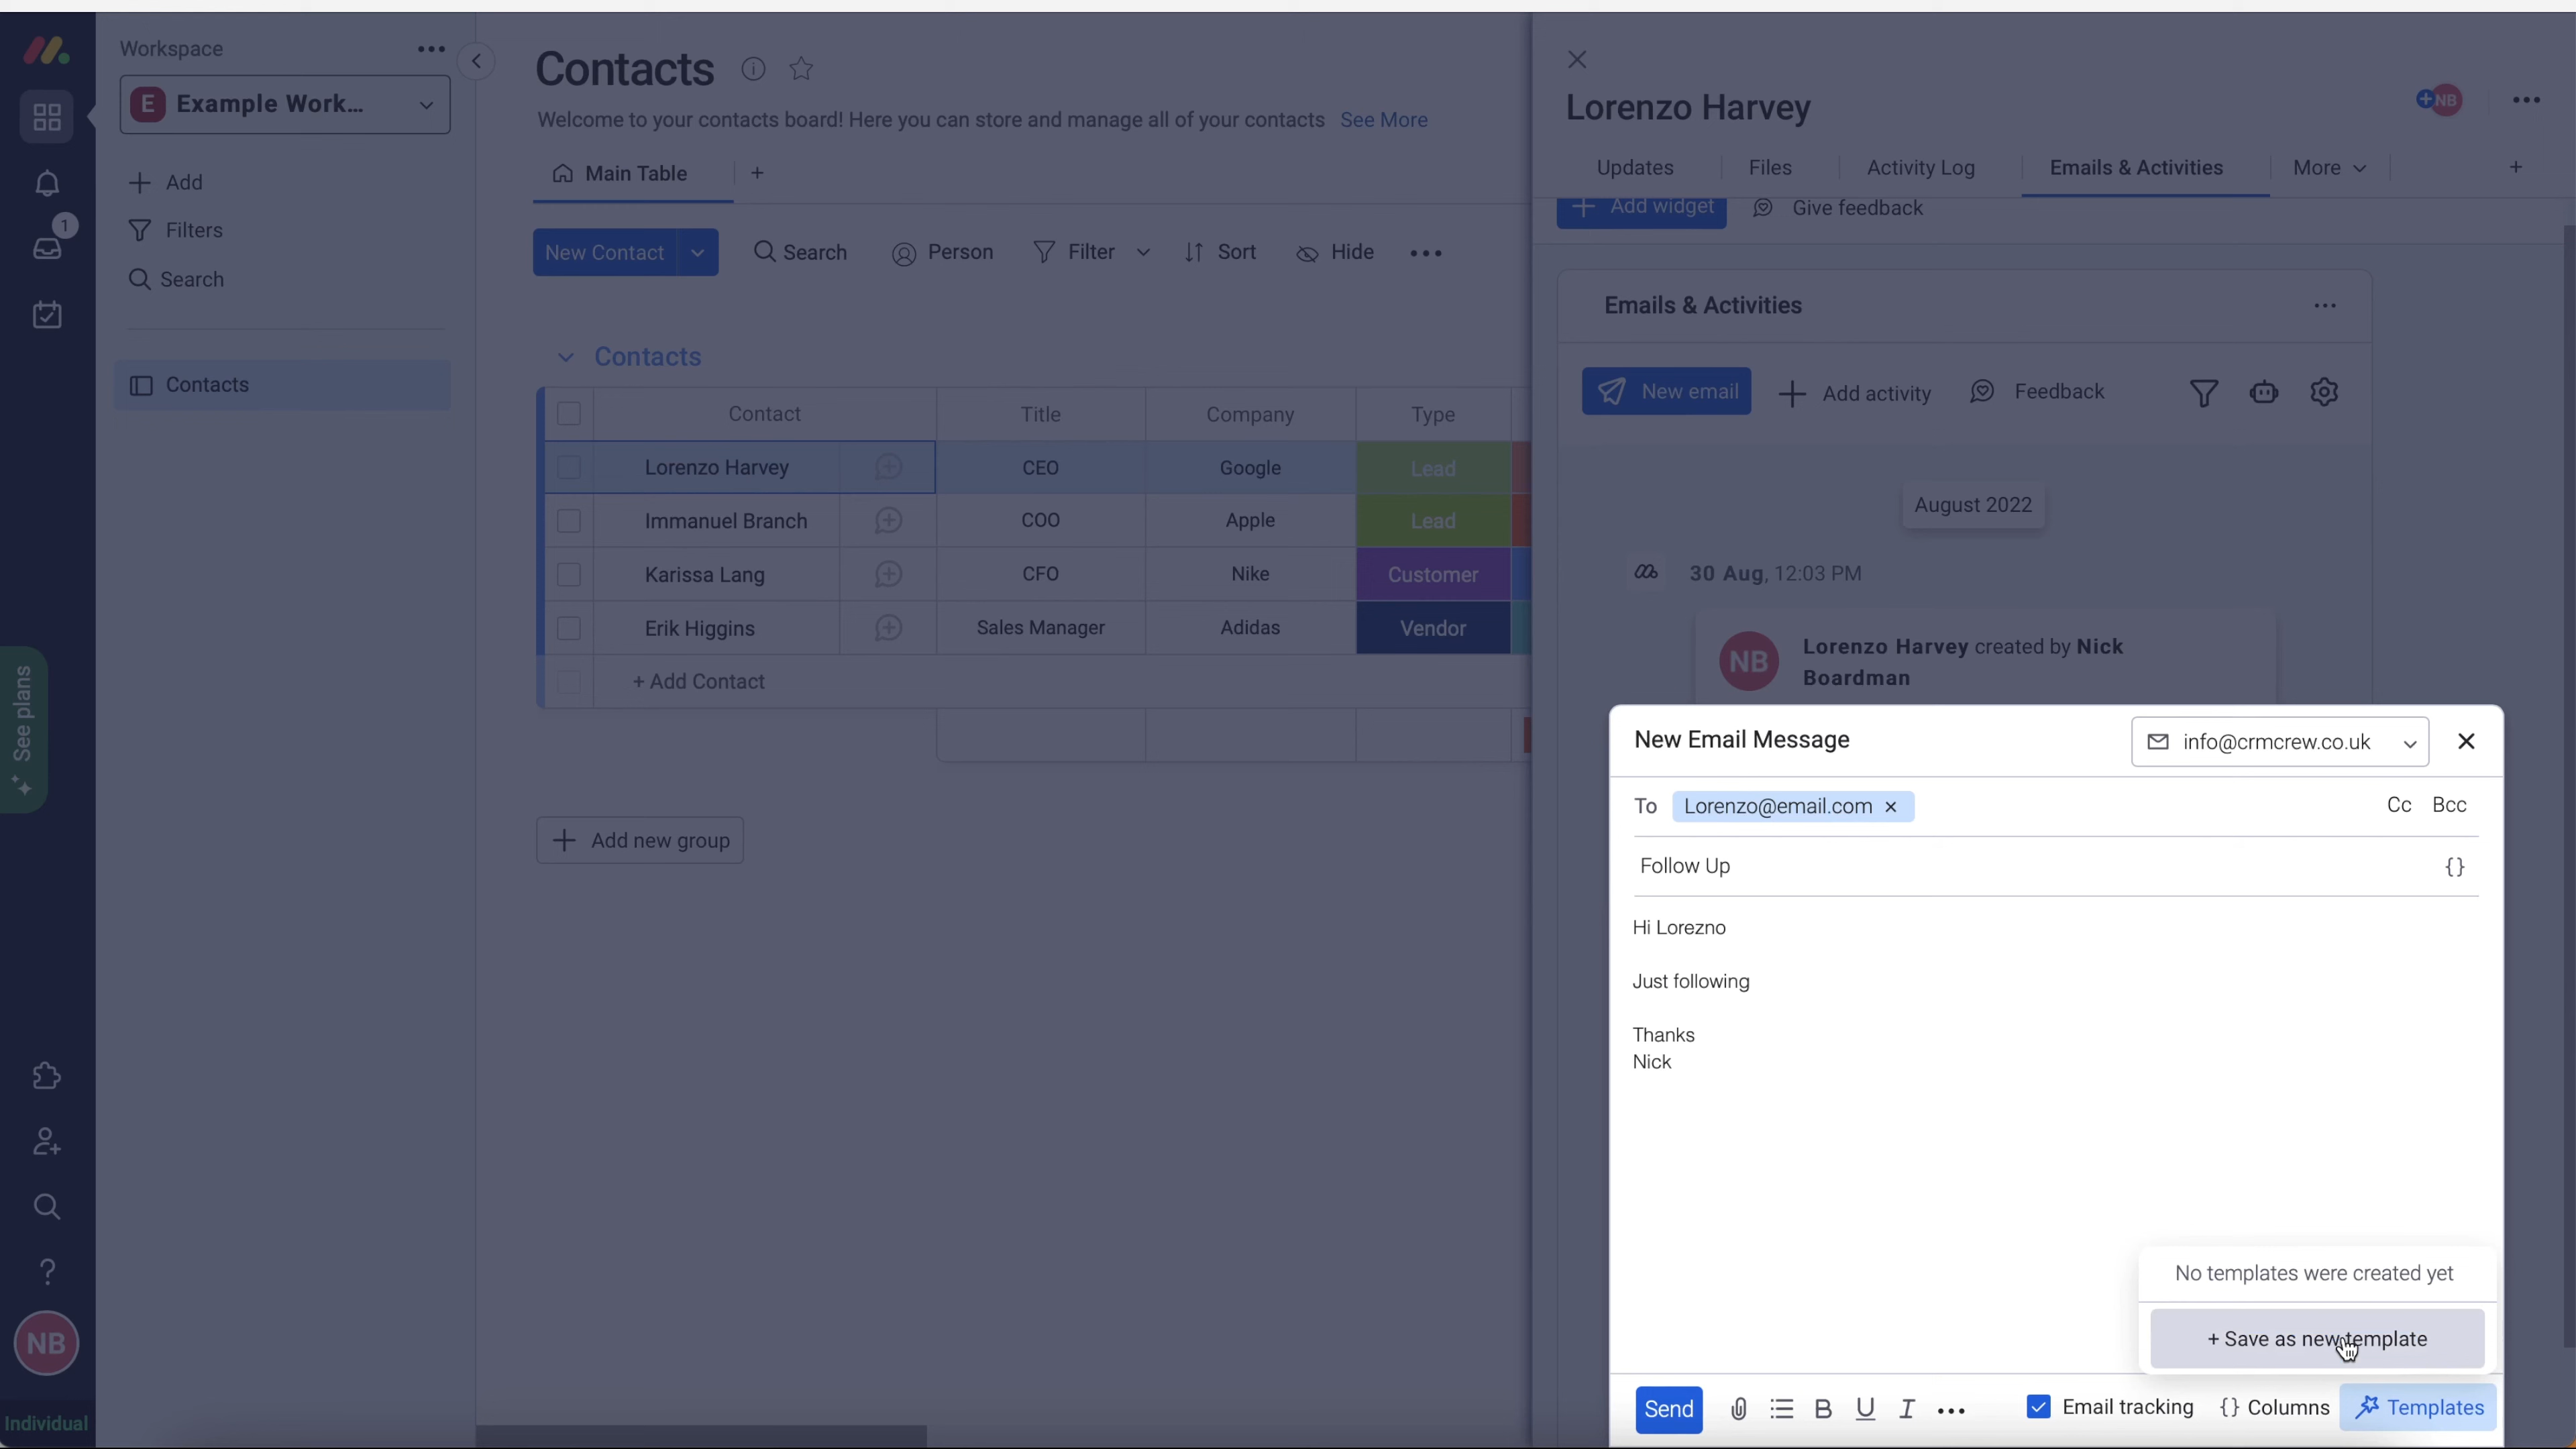 Workspace
E Example Work...
Add
Filters
1
Search
Contacts
See plans
NB
Individual
Contacts
Welcome to your contacts board! Here you can store and manage all of your contacts See More
Main Table
New Contact Search Person Filter Sort Hide
Contacts
Contact Title Company Type
Lorenzo Harvey CEO Google Lead
Immanuel Branch COO Apple Lead
Karissa Lang CFO Nike Customer
Erik Higgins Sales Manager Adidas Vendor
+ Add Contact
Add new group
Lorenzo Harvey
NB
Updates Files Activity Log Emails & Activities More
Add widget Give feedback
Emails & Activities
New email Add activity Feedback
August 2022
30 Aug, 12:03 PM
NB
Lorenzo Harvey created by Nick
Boardman
New Email Message info@crmcrew.co.uk
To Lorenzo@email.com Cc Bcc
Follow Up {}
Hi Lorezno
Just following
Thanks
Nick
No templates were created yet
+ Save as new template
Send B U I Email tracking {} Columns Templates